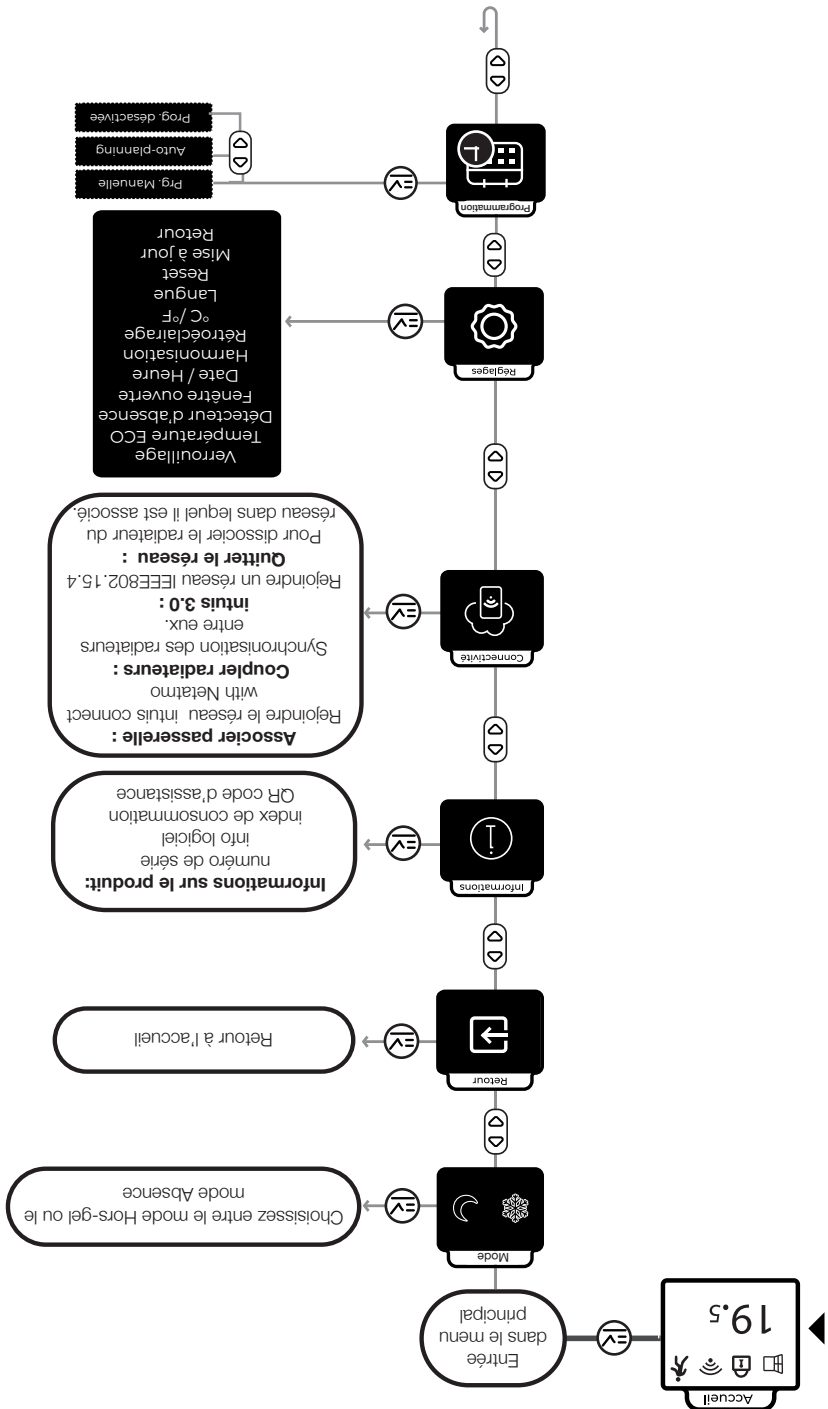 Accueil
19.5
Entrée
dans le menu
principal
Mode
Choisissez entre le mode Hors-gel ou le
mode Absence
Retour
Retour à l'accueil
Informations
Informations sur le produit:
numéro de série
info logiciel
index de consommation
QR code d'assistance
Connectivité
Associer passerelle :
Rejoindre le réseau intuis connect
with Netatmo
Coupler radiateurs :
Synchronisation des radiateurs
entre eux.
intuis 3.0 :
Rejoindre un réseau IEEE802.15.4
Quitter le réseau :
Pour dissocier le radiateur du
réseau dans lequel il est associé.
Réglages
Verrouillage
Température ECO
Détecteur d'absence
Fenêtre ouverte
Date / Heure
Harmonisation
Rétroéclairage
°C /°F
Langue
Reset
Mise à jour
Retour
Programmation
Prg. Manuelle
Auto-planning
Prog. désactivée